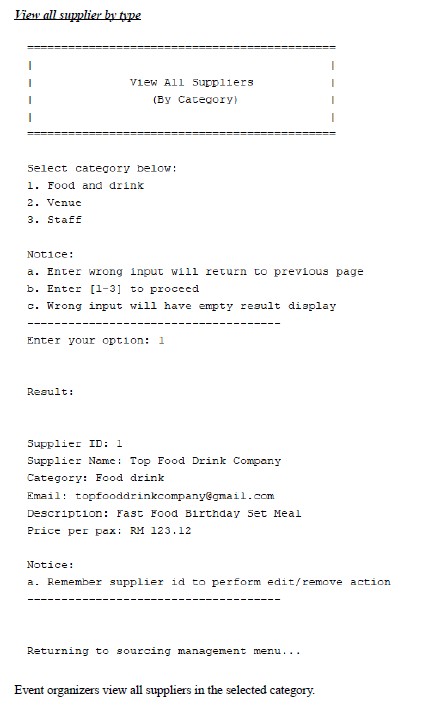 View all supplier by type
==============================================
|                                            |
|              View All Suppliers            |
|                (By Category)               |
|                                            |
==============================================
Select category below:
1. Food and drink
2. Venue
3. Staff
Notice:
a. Enter wrong input will return to previous page
b. Enter [1-3] to proceed
c. Wrong input will have empty result display
--------------------------------------
Enter your option: 1
Result:
Supplier ID: 1
Supplier Name: Top Food Drink Company
Category: Food drink
Email: topfooddrinkcompany@gmail.com
Description: Fast Food Birthday Set Meal
Price per pax: RM 123.12
Notice:
a. Remember supplier id to perform edit/remove action
--------------------------------------
Returning to sourcing management menu...
Event organizers view all suppliers in the selected category.